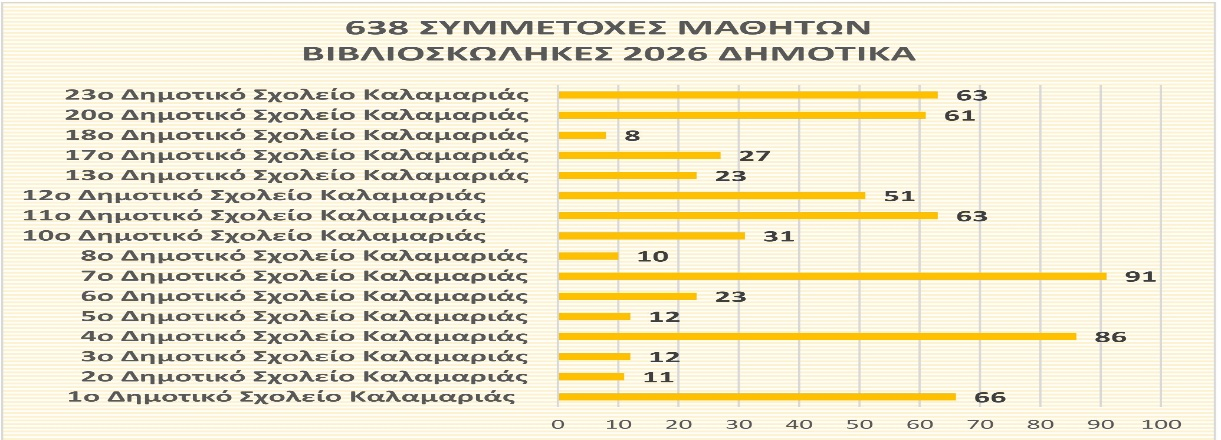 638 ΣΥΜΜΕΤΟΧΕΣ ΜΑΘΗΤΩΝ
ΒΙΒΛΙΟΣΚΩΛΗΚΕΣ 2026 ΔΗΜΟΤΙΚΑ
23ο Δημοτικό Σχολείο Καλαμαριάς 63
20ο Δημοτικό Σχολείο Καλαμαριάς 61
18ο Δημοτικό Σχολείο Καλαμαριάς 8
17ο Δημοτικό Σχολείο Καλαμαριάς 27
13ο Δημοτικό Σχολείο Καλαμαριάς 23
12ο Δημοτικό Σχολείο Καλαμαριάς 51
11ο Δημοτικό Σχολείο Καλαμαριάς 63
10ο Δημοτικό Σχολείο Καλαμαριάς 31
8ο Δημοτικό Σχολείο Καλαμαριάς 10
7ο Δημοτικό Σχολείο Καλαμαριάς 91
6ο Δημοτικό Σχολείο Καλαμαριάς 23
5ο Δημοτικό Σχολείο Καλαμαριάς 12
4ο Δημοτικό Σχολείο Καλαμαριάς 86
3ο Δημοτικό Σχολείο Καλαμαριάς 12
2ο Δημοτικό Σχολείο Καλαμαριάς 11
1ο Δημοτικό Σχολείο Καλαμαριάς 66
0 10 20 30 40 50 60 70 80 90 100